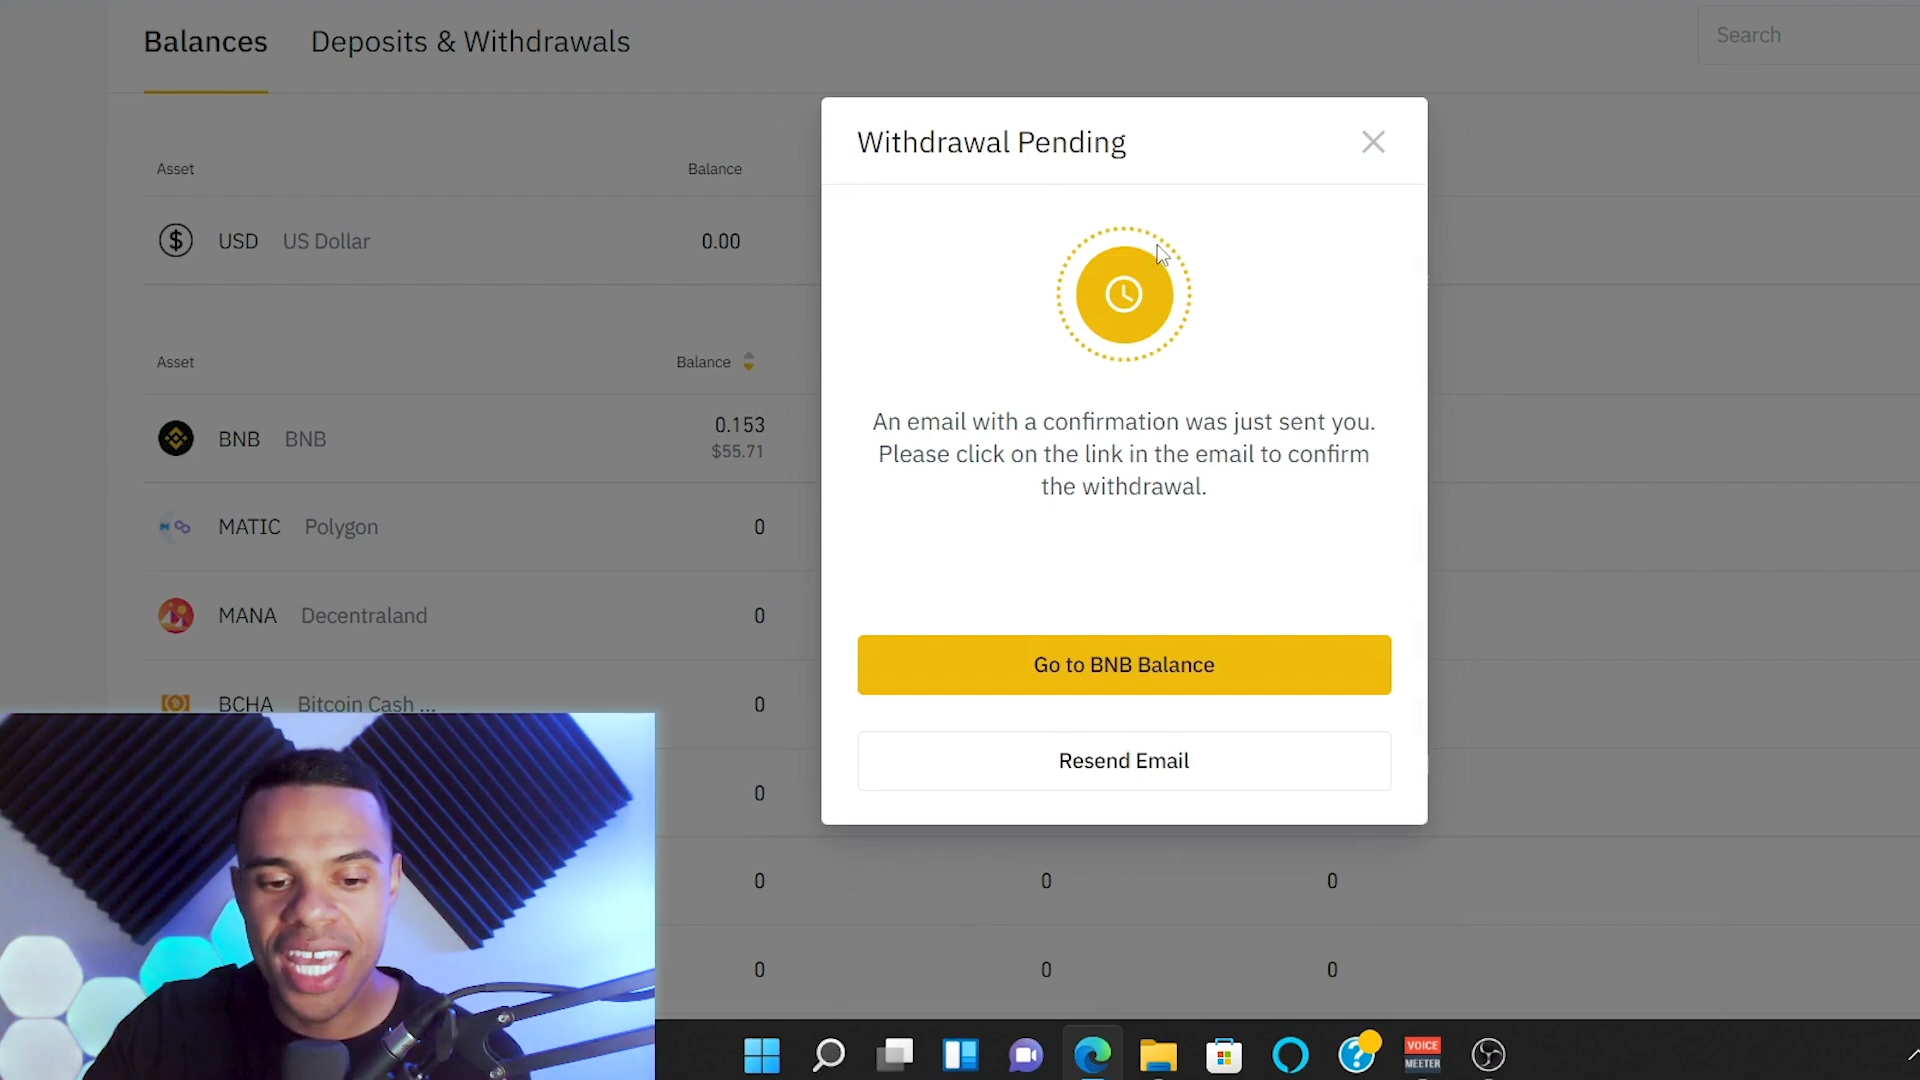 Balances
Deposits & Withdrawals
Search
Asset
Balance
$
USD
US Dollar
0.00
Asset
Balance
BNB
BNB
0.153
$55.71
MATIC
Polygon
0
MANA
Decentraland
0
BCHA
Bitcoin Cash ...
0
0
0
0
0
0
0
0
Withdrawal Pending
An email with a confirmation was just sent you.
Please click on the link in the email to confirm
the withdrawal.
Go to BNB Balance
Resend Email
?
VOICE
MEETER